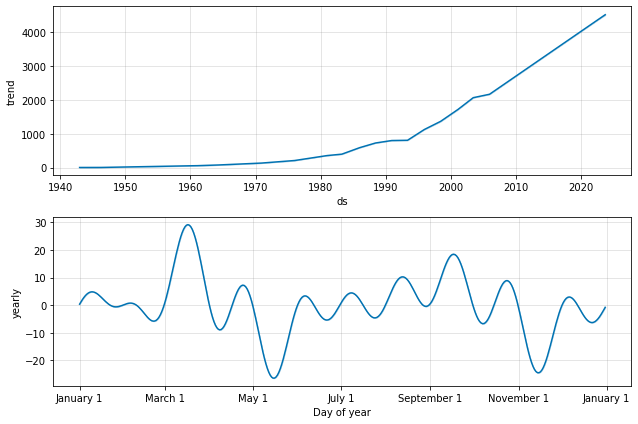 4000
3000
2000
1000
0
trend
1940 1950 1960 1970 1980 1990 2000 2010 2020
ds
30
20
10
0
−10
−20
yearly
January 1 March 1 May 1 July 1 September 1 November 1 January 1
Day of year